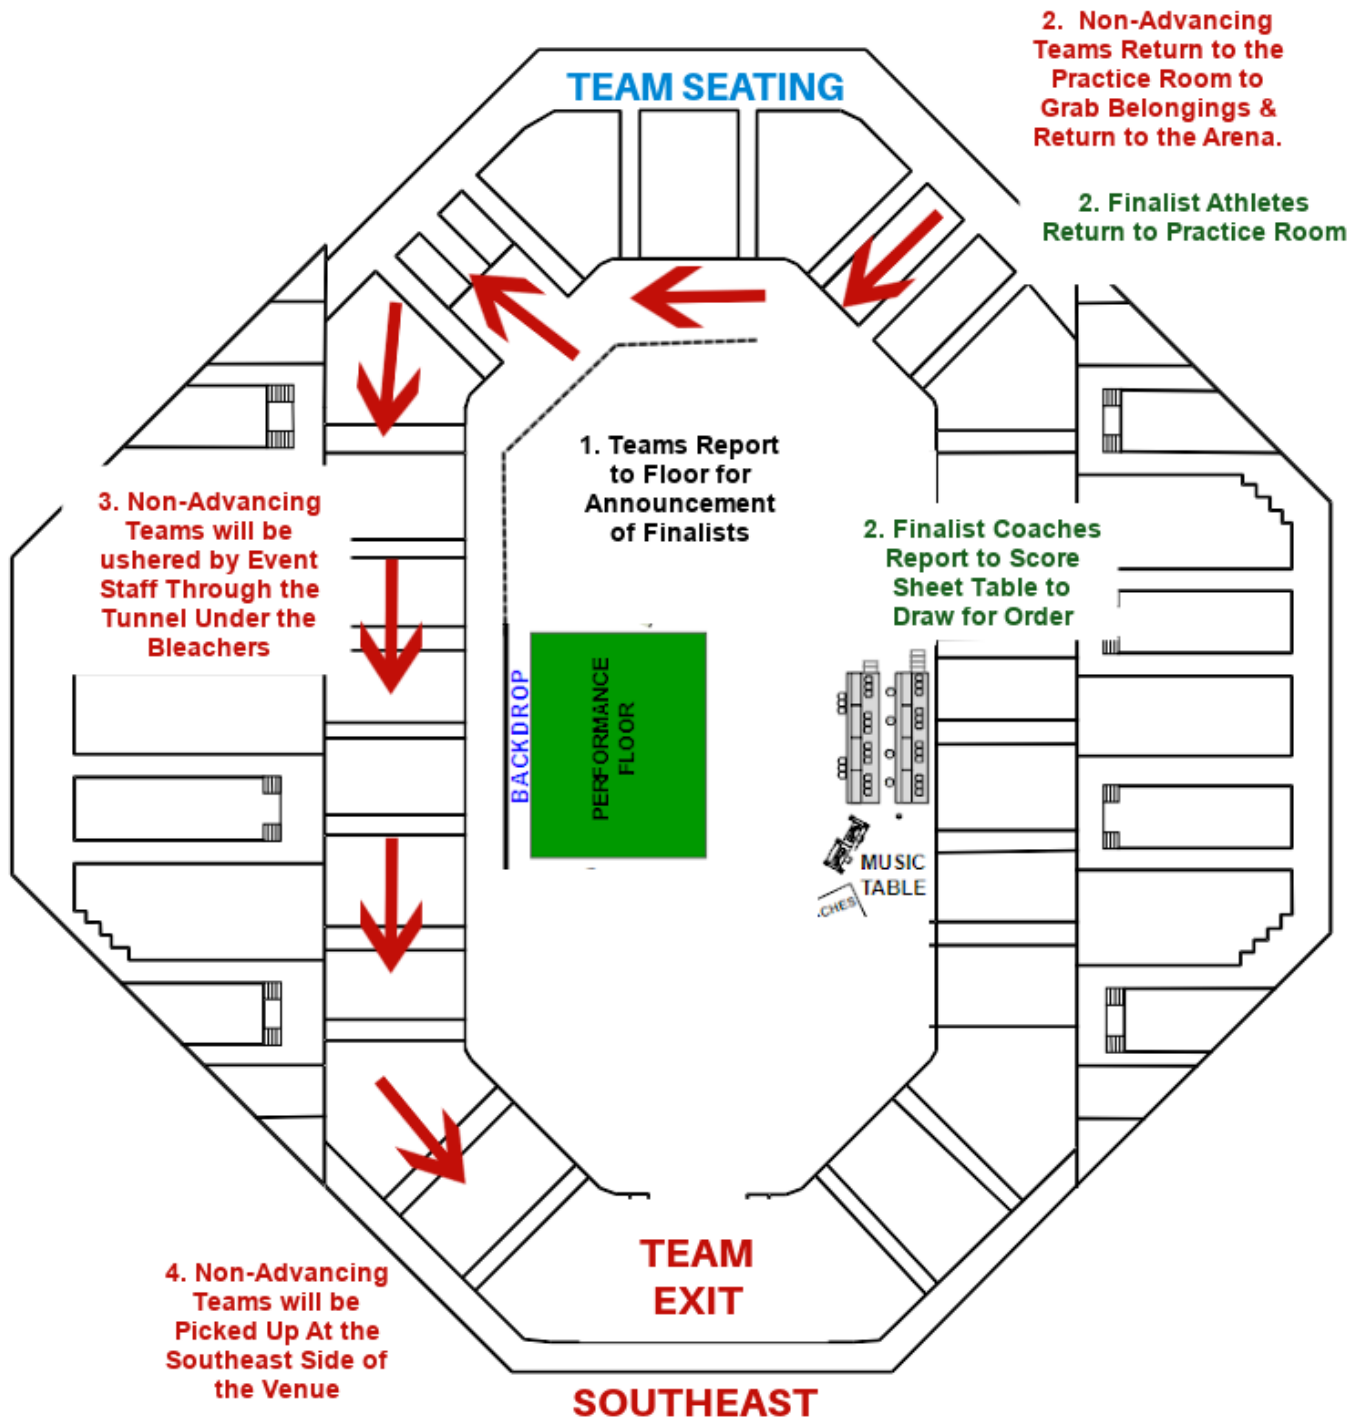 2. Non-Advancing
Teams Return to the
Practice Room to
Grab Belongings &
Return to the Arena.
TEAM SEATING
2. Finalist Athletes
Return to Practice Room
1. Teams Report
to Floor for
Announcement
of Finalists
3. Non-Advancing
Teams will be
ushered by Event
Staff Through the
Tunnel Under the
Bleachers
2. Finalist Coaches
Report to Score
Sheet Table to
Draw for Order
BACKDROP
PERFORMANCE
FLOOR
MUSIC
TABLE
CHES
TEAM
EXIT
4. Non-Advancing
Teams will be
Picked Up At the
Southeast Side of
the Venue
SOUTHEAST